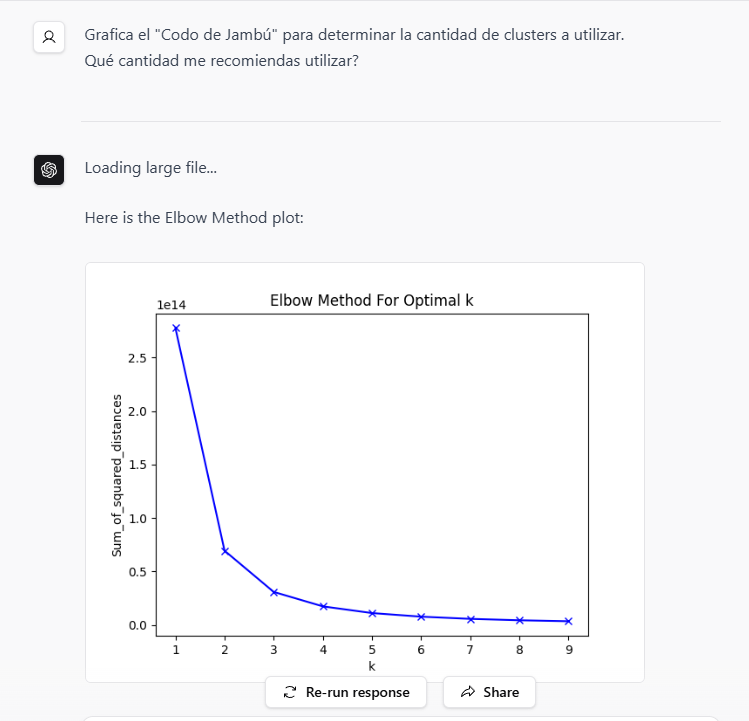 Grafica el "Codo de Jambú" para determinar la cantidad de clusters a utilizar.
Qué cantidad me recomiendas utilizar?
Loading large file...
Here is the Elbow Method plot:
Elbow Method For Optimal k
1e14
2.5
2.0
1.5
1.0
0.5
0.0
Sum_of_squared_distances
1 2 3 4 5 6 7 8 9
k
Re-run response
Share